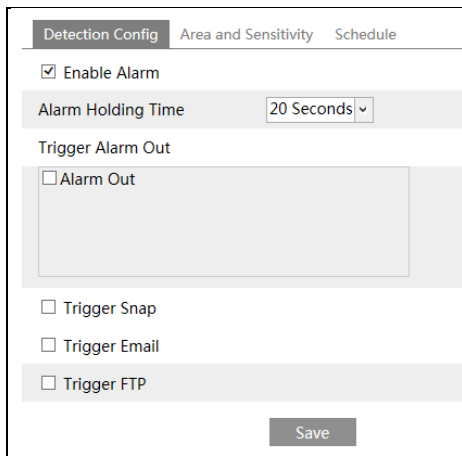 Detection Config Area and Sensitivity Schedule
Enable Alarm
Alarm Holding Time 20 Seconds
Trigger Alarm Out
Alarm Out
Trigger Snap
Trigger Email
Trigger FTP
Save